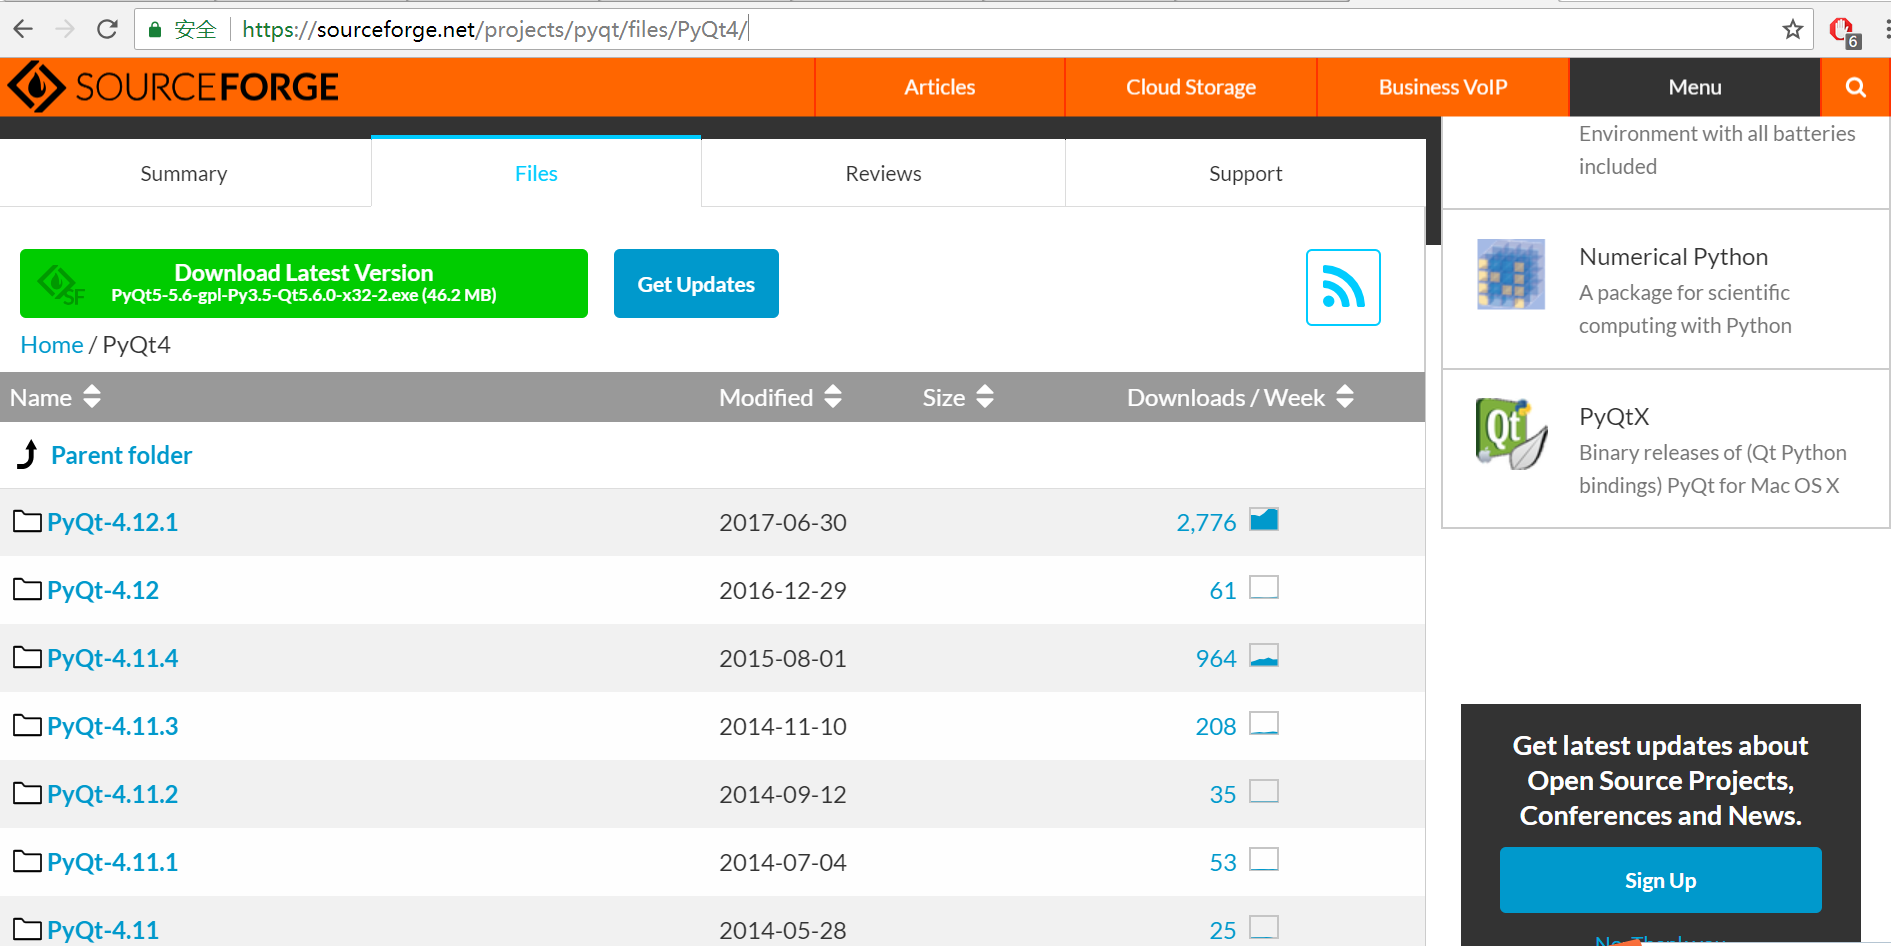 安全 https://sourceforge.net/projects/pyqt/files/PyQt4/
6
SOURCEFORGE
Articles
Cloud Storage
Business VoIP
Menu
Summary
Files
Reviews
Support
Download Latest Version
SF
PyQt5-5.6-gpl-Py3.5-Qt5.6.0-x32-2.exe (46.2 MB)
Get Updates
Home / PyQt4
Name Modified Size Downloads / Week
Parent folder
PyQt-4.12.1 2017-06-30 2,776
PyQt-4.12 2016-12-29 61
PyQt-4.11.4 2015-08-01 964
PyQt-4.11.3 2014-11-10 208
PyQt-4.11.2 2014-09-12 35
PyQt-4.11.1 2014-07-04 53
PyQt-4.11 2014-05-28 25
Environment with all batteries
included
Numerical Python
A package for scientific
computing with Python
Qt
PyQtX
Binary releases of (Qt Python
bindings) PyQt for Mac OS X
Get latest updates about
Open Source Projects,
Conferences and News.
Sign Up